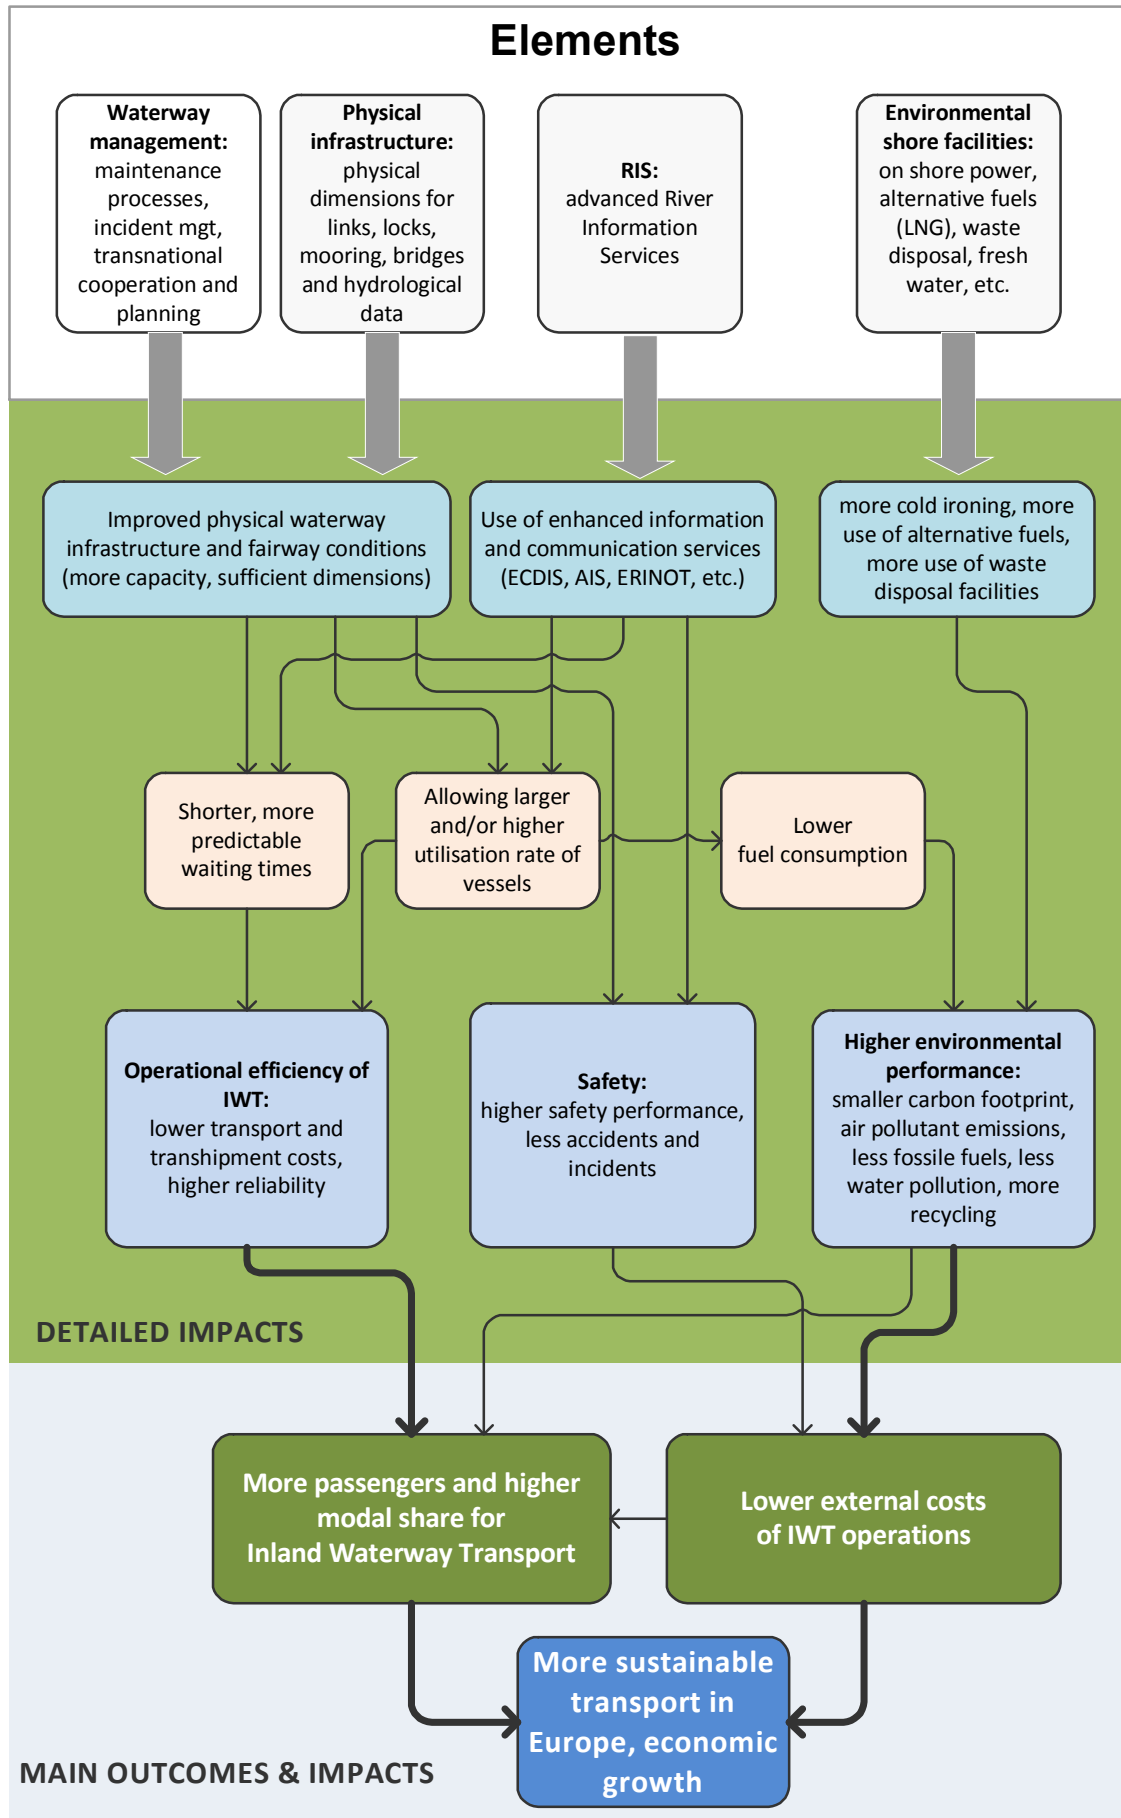 Elements
Waterway
management:
maintenance
processes,
incident mgt,
transnational
cooperation and
planning
Physical
infrastructure:
physical
dimensions for
links, locks,
mooring, bridges
and hydrological
data
RIS:
advanced River
Information
Services
Environmental
shore facilities:
on shore power,
alternative fuels
(LNG), waste
disposal, fresh
water, etc.
Improved physical waterway
infrastructure and fairway conditions
(more capacity, sufficient dimensions)
Use of enhanced information
and communication services
(ECDIS, AIS, ERINOT, etc.)
more cold ironing, more
use of alternative fuels,
more use of waste
disposal facilities
Shorter, more
predictable
waiting times
Allowing larger
and/or higher
utilisation rate of
vessels
Lower
fuel consumption
Operational efficiency of
IWT:
lower transport and
transhipment costs,
higher reliability
Safety:
higher safety performance,
less accidents and
incidents
Higher environmental
performance:
smaller carbon footprint,
air pollutant emissions,
less fossile fuels, less
water pollution, more
recycling
DETAILED IMPACTS
More passengers and higher
modal share for
Inland Waterway Transport
Lower external costs
of IWT operations
More sustainable
transport in
Europe, economic
growth
MAIN OUTCOMES & IMPACTS